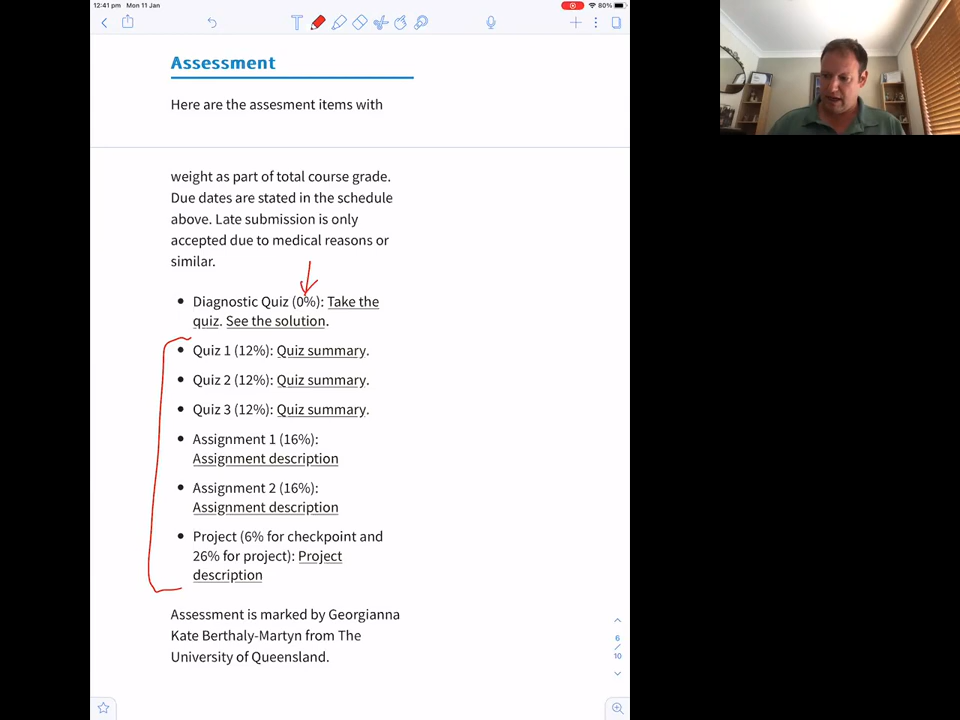 12:41 pm Mon 11 Jan
80%
Assessment
Here are the assesment items with
weight as part of total course grade.
Due dates are stated in the schedule
above. Late submission is only
accepted due to medical reasons or
similar.
Diagnostic Quiz (0%): Take the
quiz. See the solution.
Quiz 1 (12%): Quiz summary.
Quiz 2 (12%): Quiz summary.
Quiz 3 (12%): Quiz summary.
Assignment 1 (16%):
Assignment description
Assignment 2 (16%):
Assignment description
Project (6% for checkpoint and
26% for project): Project
description
Assessment is marked by Georgianna
Kate Berthaly-Martyn from The
University of Queensland.
6
/
10